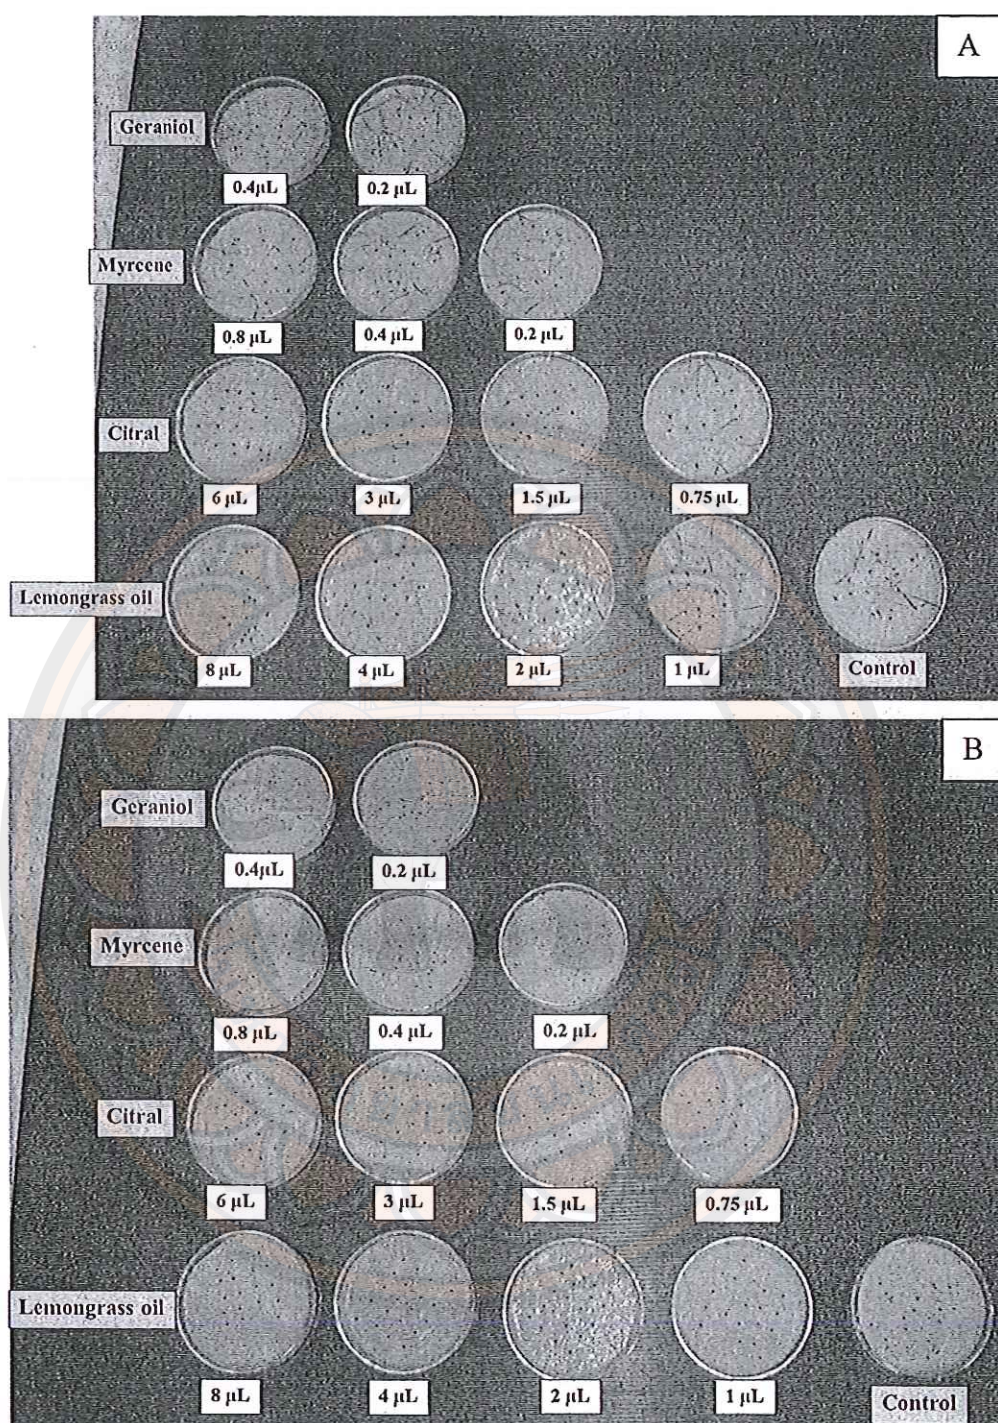 A
Geraniol
0.4µL 0.2 µL
Myrcene
0.8 µL 0.4 µL 0.2 µL
Citral
6 µL 3 µL 1.5 µL 0.75 µL
Lemongrass oil
8 µL 4 µL 2 µL 1 µL Control
B
Geraniol
0.4µL 0.2 µL
Myrcene
0.8 µL 0.4 µL 0.2 µL
Citral
6 µL 3 µL 1.5 µL 0.75 µL
Lemongrass oil
8 µL 4 µL 2 µL 1 µL Control